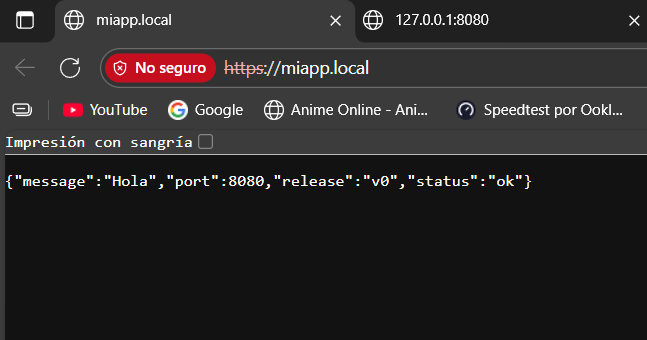 miapp.local
127.0.0.1:8080
No seguro
https://miapp.local
YouTube
Google
Anime Online - Ani...
Speedtest por Ookl...
Impresión con sangría
{"message":"Hola","port":8080,"release":"v0","status":"ok"}